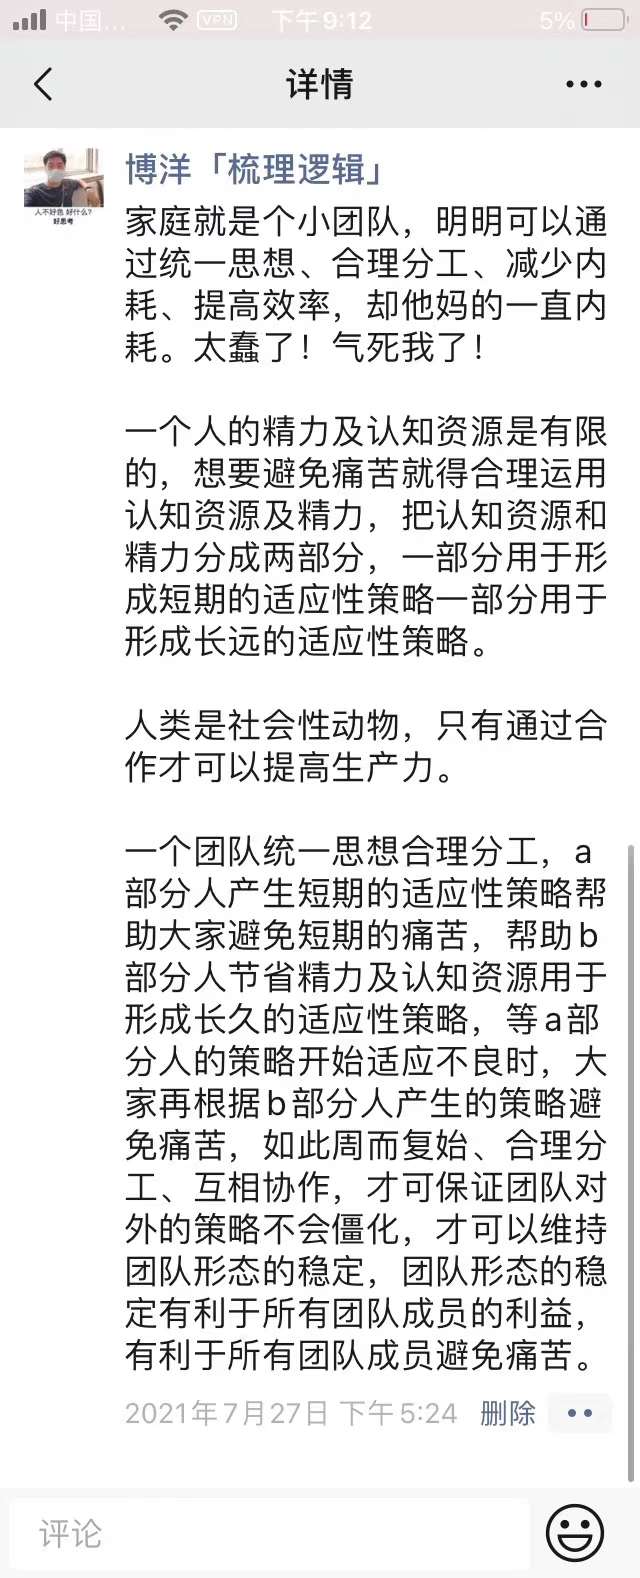 中国...
VPN
下午9:12
5%
详情
博洋「梳理逻辑」
人不好色 好什么?
好思考
家庭就是个小团队，明明可以通
过统一思想、合理分工、减少内
耗、提高效率，却他妈的一直内
耗。太蠢了！气死我了！
一个人的精力及认知资源是有限
的，想要避免痛苦就得合理运用
认知资源及精力，把认知资源和
精力分成两部分，一部分用于形
成短期的适应性策略一部分用于
形成长远的适应性策略。
人类是社会性动物，只有通过合
作才可以提高生产力。
一个团队统一思想合理分工，a
部分人产生短期的适应性策略帮
助大家避免短期的痛苦，帮助b
部分人节省精力及认知资源用于
形成长久的适应性策略，等a部
分人的策略开始适应不良时，大
家再根据b部分人产生的策略避
免痛苦，如此周而复始、合理分
工、互相协作，才可保证团队对
外的策略不会僵化，才可以维持
团队形态的稳定，团队形态的稳
定有利于所有团队成员的利益，
有利于所有团队成员避免痛苦。
2021年7月27日 下午5:24 删除
评论